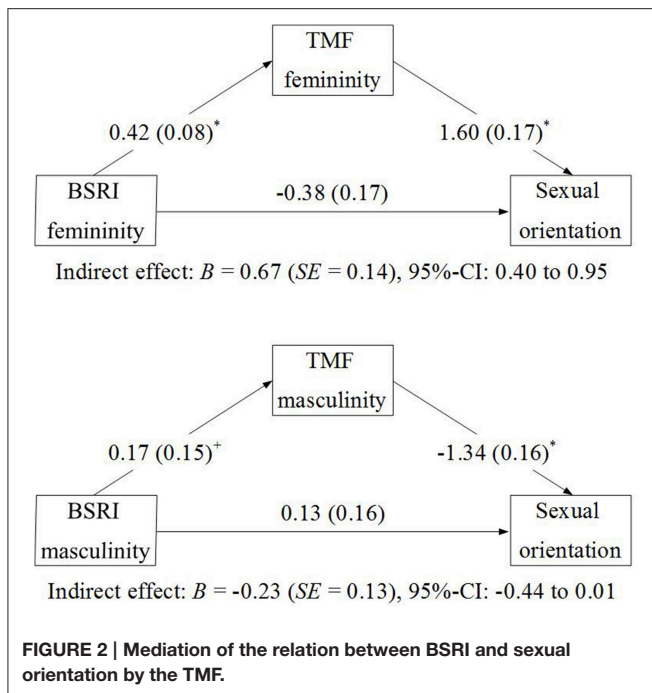 TMF
femininity
0.42 (0.08)*
1.60 (0.17)*
BSRI
femininity
-0.38 (0.17)
Sexual
orientation
Indirect effect: B = 0.67 (SE = 0.14), 95%-CI: 0.40 to 0.95
TMF
masculinity
0.17 (0.15)+
-1.34 (0.16)*
BSRI
masculinity
0.13 (0.16)
Sexual
orientation
Indirect effect: B = -0.23 (SE = 0.13), 95%-CI: -0.44 to 0.01
FIGURE 2 | Mediation of the relation between BSRI and sexual
orientation by the TMF.